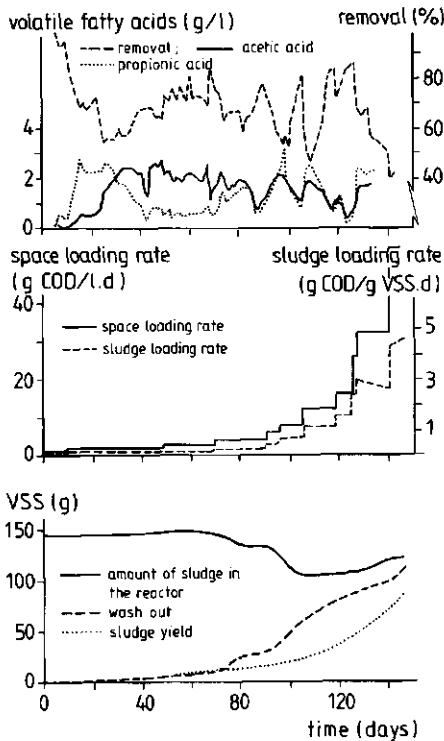 volatile fatty acids (g/l) removal (%)
removal ; acetic acid
propionic acid
80
60
40
4
2
0
space loading rate sludge loading rate
(g COD/l.d) (g COD/g VSS.d)
40
20
0
space loading rate
sludge loading rate
5
3
1
VSS (g)
150
100
50
0
amount of sludge in
the reactor
wash out
sludge yield
0 40 80 120
time (days)